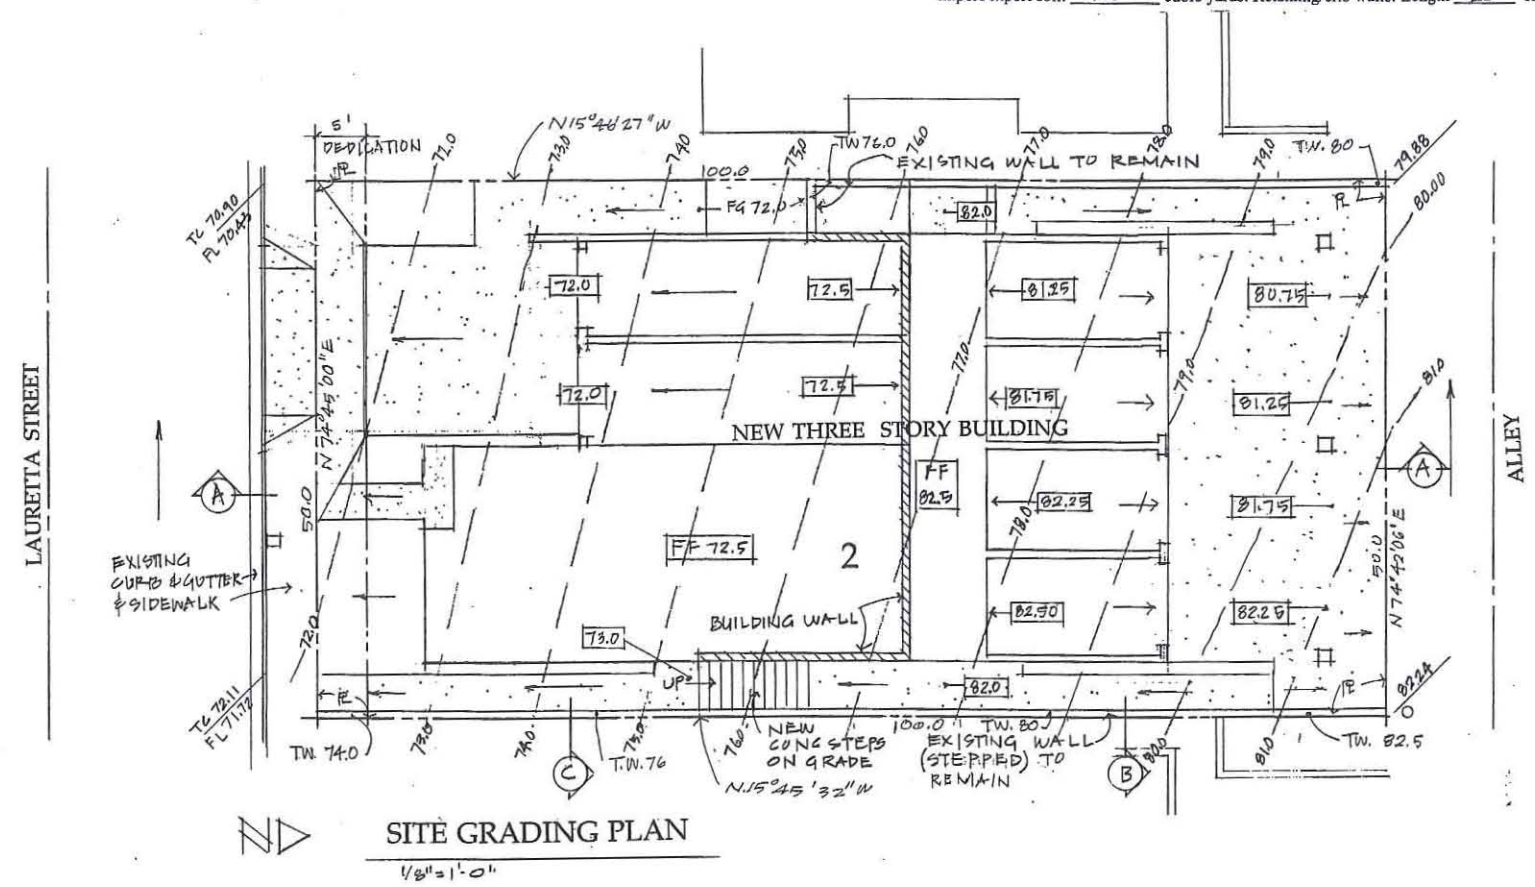 5'
DEDICATION
N 15°46'27" W
72.0
73.0
74.0
75.0
76.0
77.0
78.0
79.0
TW 76.0
EXISTING WALL TO REMAIN
T.W. 80
79.88
80.00
100.0
FG 72.0
82.0
PL
PL
TC 70.90
FL 70.43
72.0
72.5
81.25
80.75
N 74°45'00" E
77.0
79.0
81.0
72.0
72.5
81.75
81.25
NEW THREE STORY BUILDING
LAURETTA STREET
ALLEY
A
A
FF
82.5
50.0
82.25
81.75
78.0
FF 72.5
2
50.0
N 74°42'06" E
EXISTING
CURB & GUTTER
& SIDEWALK
72.0
73.0
BUILDING WALL
82.50
82.25
UP
82.0
PL
PL
82.24
TC 72.11
FL 71.72
T.W. 74.0
73.0
74.0
75.0
76.0
T.W. 76
C
NEW
CONC STEPS
ON GRADE
N 15°45'32" W
100.0
TW. 80
EXISTING WALL
(STEPPED) TO
REMAIN
B
80.0
81.0
TW. 82.5
N
SITE GRADING PLAN
1/8"=1'-0"